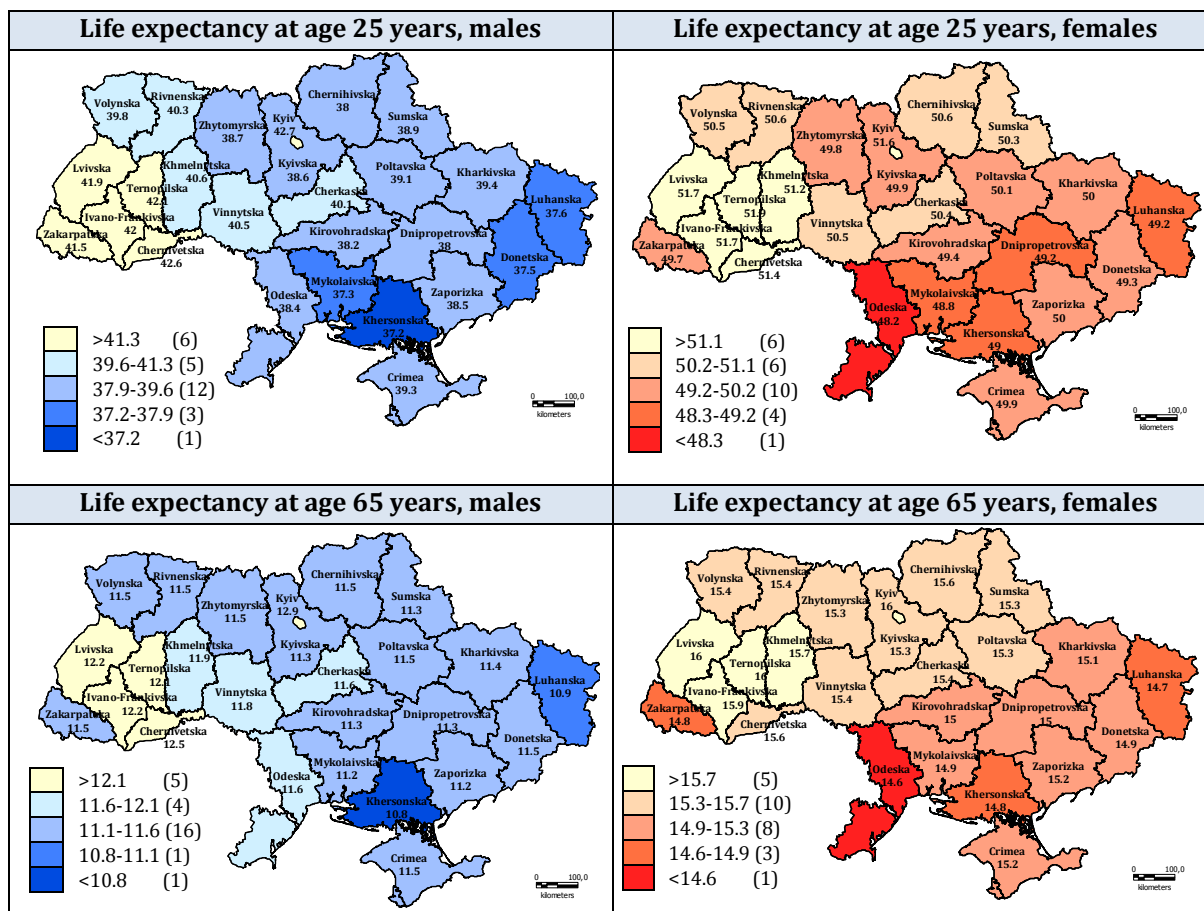 Life expectancy at age 25 years, males
Volynska
39.8
Rivnenska
40.3
Zhytomyrska
38.7
Kyiv
42.7
Chernihivska
38
Sumska
38.9
Lvivska
41.9
Ternopilska
42.1
Khmelnytska
40.6
Kyivska
38.6
Cherkaska
40.1
Poltavska
39.1
Kharkivska
39.4
Luhanska
37.6
Ivano-Frankivska
42
Zakarpatska
41.5
Chernivetska
42.6
Vinnytska
40.5
Kirovohradska
38.2
Dnipropetrovska
38
Donetska
37.5
Odeska
38.4
Mykolaivska
37.3
Khersonska
37.2
Zaporizka
38.5
Crimea
39.3
>41.3 (6)
39.6-41.3 (5)
37.9-39.6 (12)
37.2-37.9 (3)
<37.2 (1)
0 100,0
kilometers
Life expectancy at age 25 years, females
Volynska
50.5
Rivnenska
50.6
Zhytomyrska
49.8
Kyiv
51.6
Chernihivska
50.6
Sumska
50.3
Lvivska
51.7
Ternopilska
51.9
Khmelnytska
51.2
Kyivska
49.9
Cherkaska
50.4
Poltavska
50.1
Kharkivska
50
Luhanska
49.2
Ivano-Frankivska
51.7
Zakarpatska
49.7
Chernivetska
51.4
Vinnytska
50.5
Kirovohradska
49.4
Dnipropetrovska
49.2
Donetska
49.3
Odeska
48.2
Mykolaivska
48.8
Khersonska
49
Zaporizka
50
Crimea
49.9
>51.1 (6)
50.2-51.1 (6)
49.2-50.2 (10)
48.3-49.2 (4)
<48.3 (1)
0 100,0
kilometers
Life expectancy at age 65 years, males
Volynska
11.5
Rivnenska
11.5
Zhytomyrska
11.5
Kyiv
12.9
Chernihivska
11.5
Sumska
11.3
Lvivska
12.2
Ternopilska
12.1
Khmelnytska
11.9
Kyivska
11.3
Cherkaska
11.6
Poltavska
11.5
Kharkivska
11.4
Luhanska
10.9
Ivano-Frankivska
12.2
Zakarpatska
11.5
Chernivetska
12.5
Vinnytska
11.8
Kirovohradska
11.3
Dnipropetrovska
11.3
Donetska
11.5
Odeska
11.6
Mykolaivska
11.2
Khersonska
10.8
Zaporizka
11.2
Crimea
11.5
>12.1 (5)
11.6-12.1 (4)
11.1-11.6 (16)
10.8-11.1 (1)
<10.8 (1)
0 100,0
kilometers
Life expectancy at age 65 years, females
Volynska
15.4
Rivnenska
15.4
Zhytomyrska
15.3
Kyiv
16
Chernihivska
15.6
Sumska
15.3
Lvivska
16
Ternopilska
16
Khmelnytska
15.7
Kyivska
15.3
Cherkaska
15.4
Poltavska
15.3
Kharkivska
15.1
Luhanska
14.7
Ivano-Frankivska
15.9
Zakarpatska
14.8
Chernivetska
15.6
Vinnytska
15.4
Kirovohradska
15
Dnipropetrovska
15
Donetska
14.9
Odeska
14.6
Mykolaivska
14.9
Khersonska
14.8
Zaporizka
15.2
Crimea
15.2
>15.7 (5)
15.3-15.7 (10)
14.9-15.3 (8)
14.6-14.9 (3)
<14.6 (1)
0 100,0
kilometers